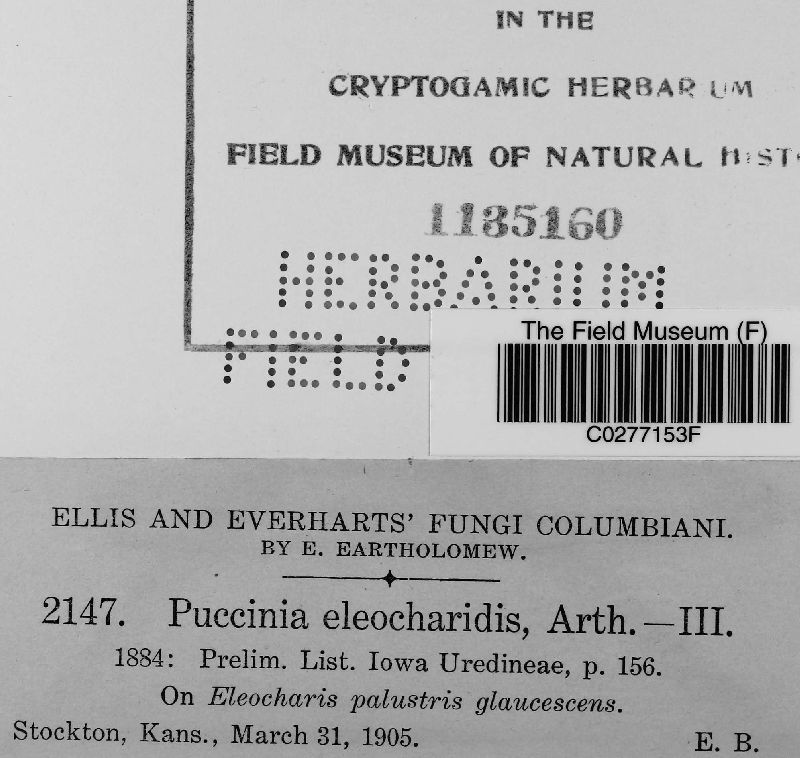 IN THE
CRYPTOGAMIC HERBARIUM
FIELD MUSEUM OF NATURAL HIST
1185160
HERBARIUM
FIELD
The Field Museum (F)
C0277153F
ELLIS AND EVERHARTS' FUNGI COLUMBIANI.
BY E. EARTHOLOMEW.
2147. Puccinia eleocharidis, Arth.—III.
1884: Prelim. List. Iowa Uredineae, p. 156.
On Eleocharis palustris glaucescens.
Stockton, Kans., March 31, 1905. E. B.